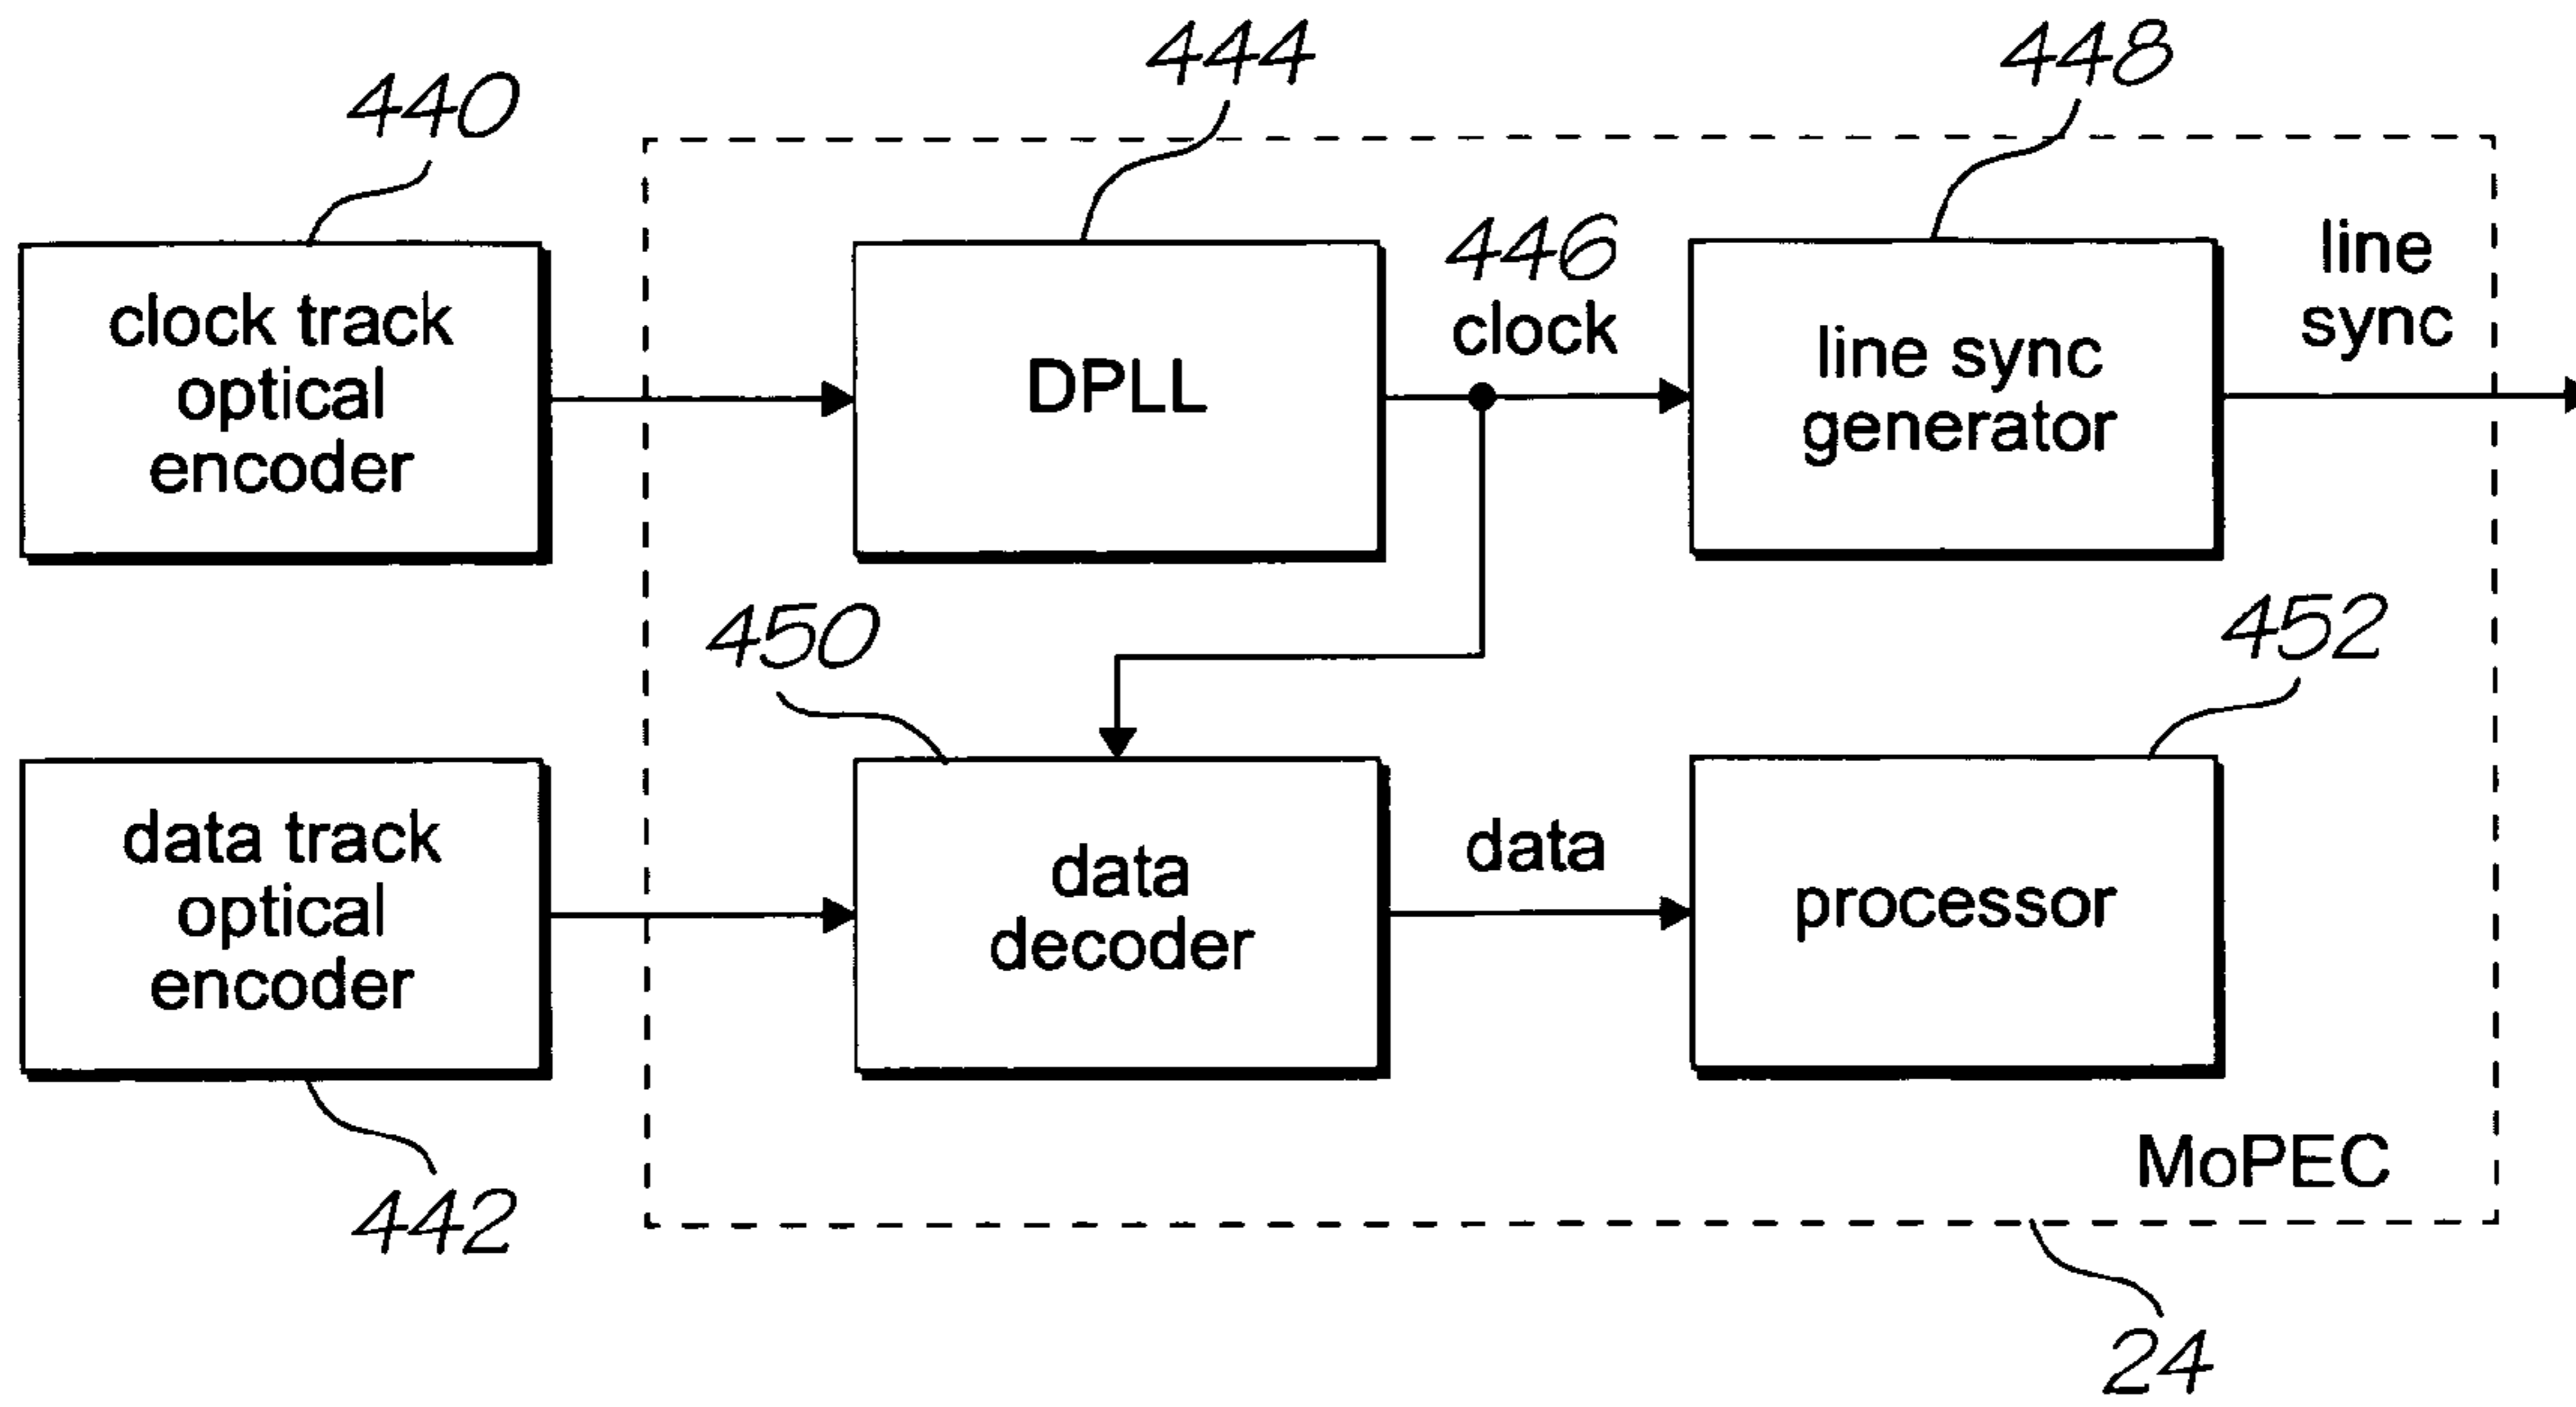 440
444
448
clock track
optical
encoder
DPLL
446
clock
line sync
generator
line
sync
450
452
data track
optical
encoder
data
decoder
data
processor
MoPEC
442
24